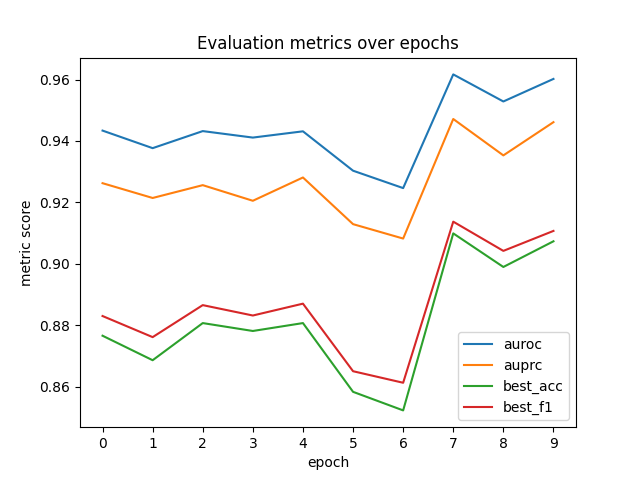 Evaluation metrics over epochs
metric score
0.96
0.94
0.92
0.90
0.88
0.86
0 1 2 3 4 5 6 7 8 9
epoch
auroc
auprc
best_acc
best_f1